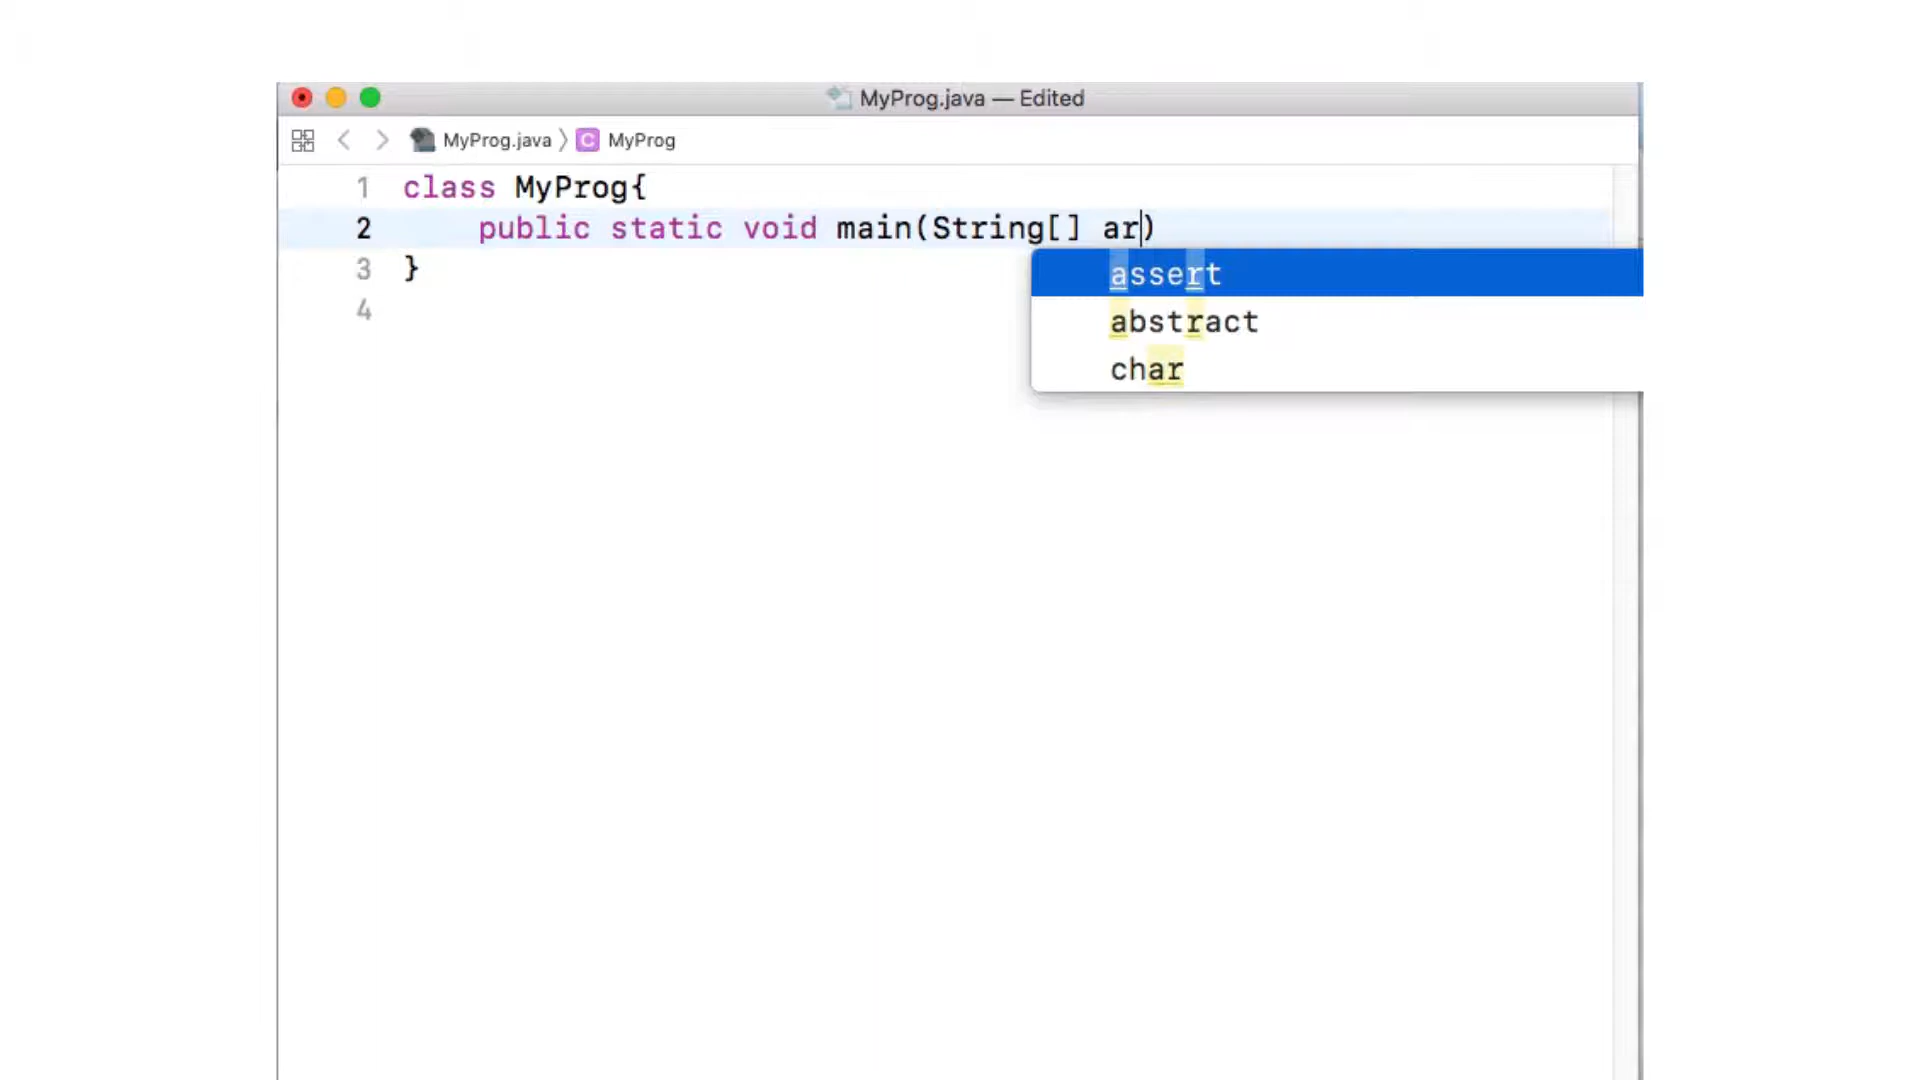 MyProg.java — Edited
MyProg.java 〉 C MyProg
1 class MyProg{
2     public static void main(String[] ar)
assert
3 }
abstract
4
char